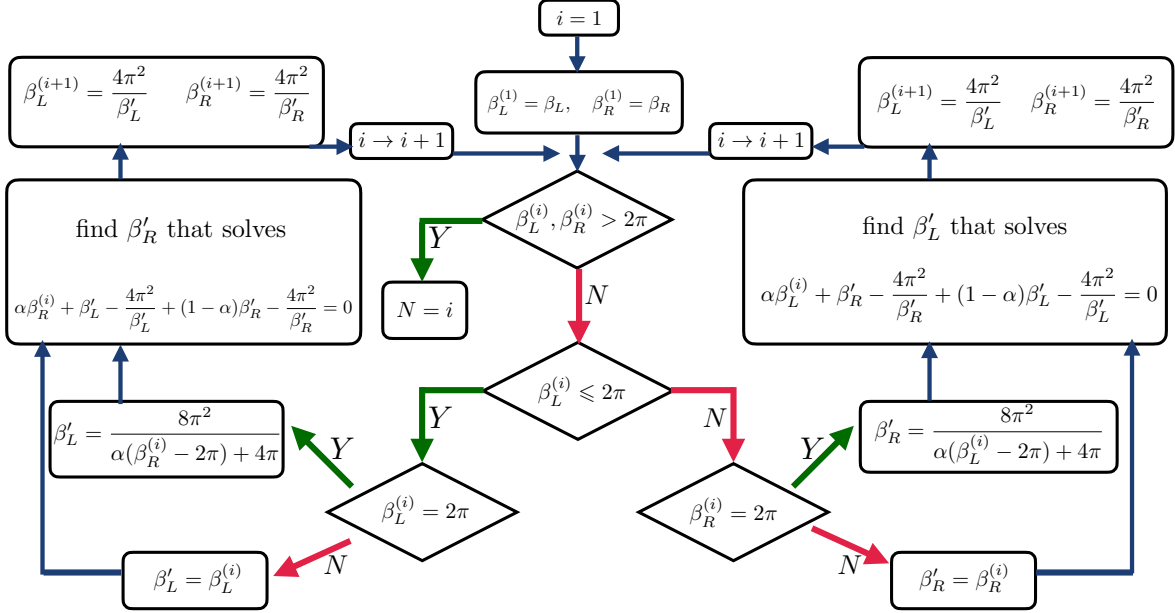 i = 1
β_L^{(i+1)} = 4π²/β′_L    β_R^{(i+1)} = 4π²/β′_R
β_L^{(1)} = β_L,  β_R^{(1)} = β_R
β_L^{(i+1)} = 4π²/β′_L    β_R^{(i+1)} = 4π²/β′_R
i → i + 1
i → i + 1
find β′_R that solves
αβ_R^{(i)} + β′_L − 4π²/β′_L + (1 − α)β′_R − 4π²/β′_R = 0
β_L^{(i)}, β_R^{(i)} > 2π
Y
N = i
N
find β′_L that solves
αβ_L^{(i)} + β′_R − 4π²/β′_R + (1 − α)β′_L − 4π²/β′_L = 0
β_L^{(i)} ⩽ 2π
Y
N
β′_L = 8π²/(α(β_R^{(i)} − 2π) + 4π)
Y
Y
β′_R = 8π²/(α(β_L^{(i)} − 2π) + 4π)
β_L^{(i)} = 2π
β_R^{(i)} = 2π
N
N
β′_L = β_L^{(i)}
β′_R = β_R^{(i)}